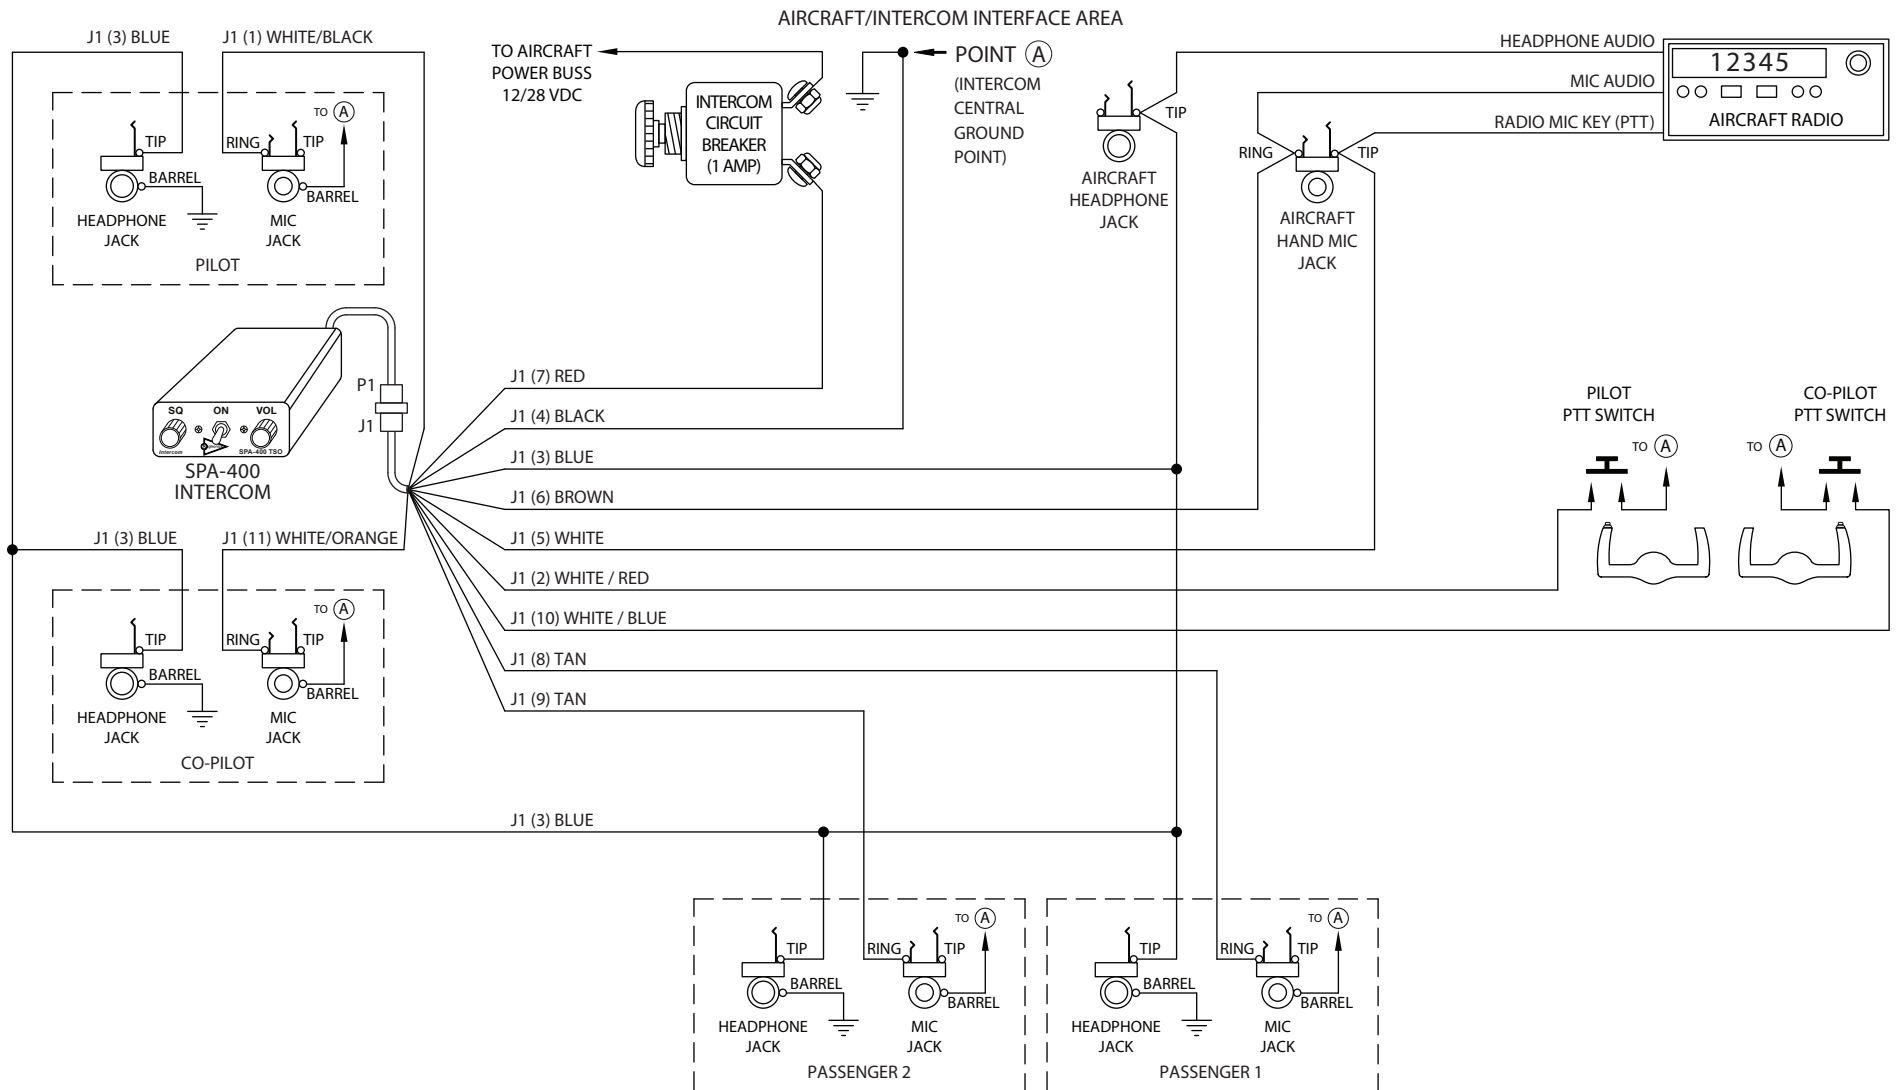 AIRCRAFT/INTERCOM INTERFACE AREA
J1 (3) BLUE
J1 (1) WHITE/BLACK
TO A
TIP
RING
TIP
BARREL
BARREL
HEADPHONE
JACK
MIC
JACK
PILOT
TO AIRCRAFT
POWER BUSS
12/28 VDC
INTERCOM
CIRCUIT
BREAKER
(1 AMP)
POINT A
(INTERCOM
CENTRAL
GROUND
POINT)
TIP
AIRCRAFT
HEADPHONE
JACK
RING
TIP
AIRCRAFT
HAND MIC
JACK
HEADPHONE AUDIO
MIC AUDIO
RADIO MIC KEY (PTT)
12345
AIRCRAFT RADIO
P1
J1
SQ ON VOL
Intercom
SPA-400 TSO
SPA-400
INTERCOM
J1 (7) RED
J1 (4) BLACK
J1 (3) BLUE
J1 (6) BROWN
J1 (5) WHITE
J1 (2) WHITE / RED
J1 (10) WHITE / BLUE
J1 (8) TAN
J1 (9) TAN
PILOT
PTT SWITCH
TO A
CO-PILOT
PTT SWITCH
TO A
J1 (3) BLUE
J1 (11) WHITE/ORANGE
TO A
TIP
RING
TIP
BARREL
BARREL
HEADPHONE
JACK
MIC
JACK
CO-PILOT
J1 (3) BLUE
TO A
TIP
RING
TIP
BARREL
BARREL
HEADPHONE
JACK
MIC
JACK
PASSENGER 2
TO A
TIP
RING
TIP
BARREL
BARREL
HEADPHONE
JACK
MIC
JACK
PASSENGER 1